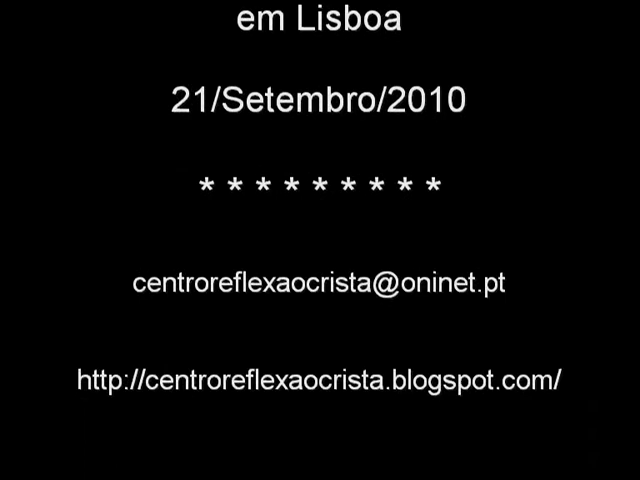 em Lisboa
21/Setembro/2010
* * * * * * * * *
centroreflexaocrista@oninet.pt
http://centroreflexaocrista.blogspot.com/